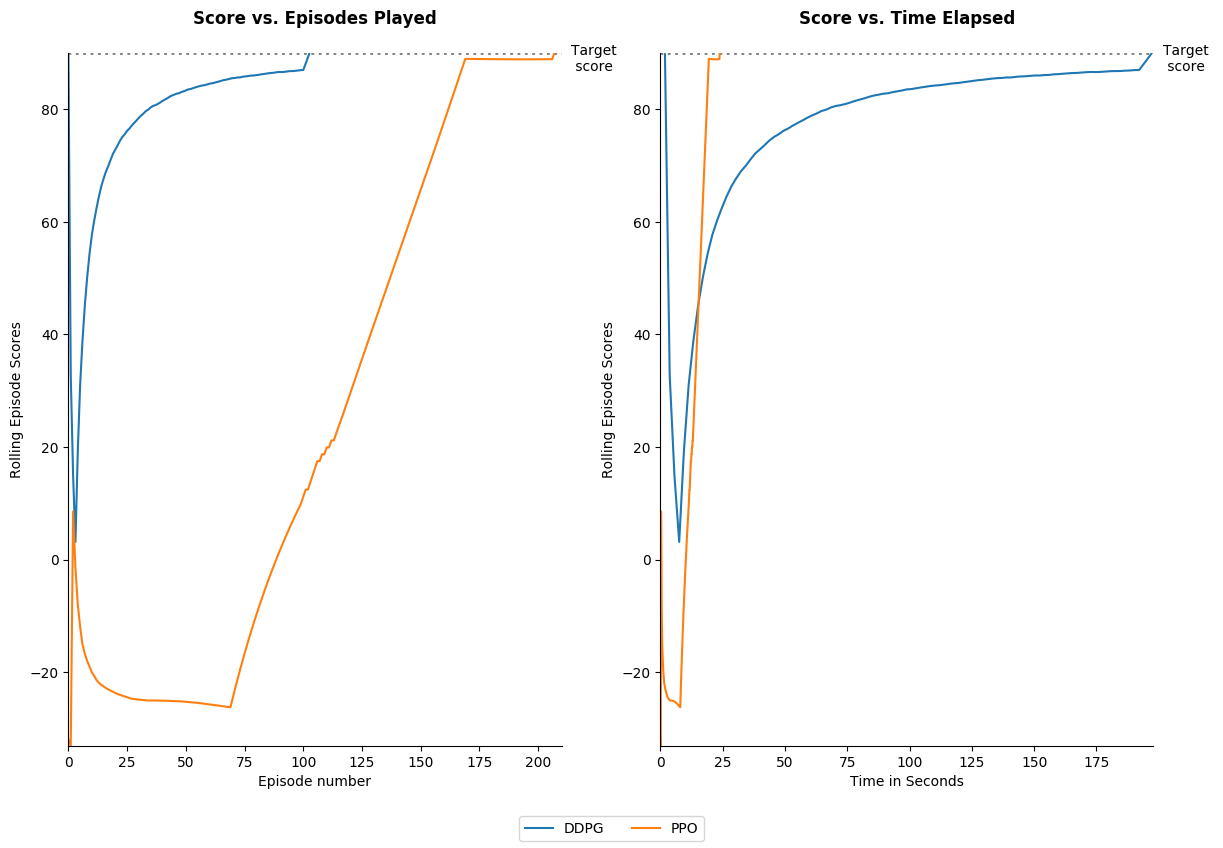 Score vs. Episodes Played
Score vs. Time Elapsed
Target
score
Target
score
80
60
40
20
0
−20
Rolling Episode Scores
0
25
50
75
100
125
150
175
200
Episode number
80
60
40
20
0
−20
Rolling Episode Scores
0
25
50
75
100
125
150
175
Time in Seconds
DDPG
PPO